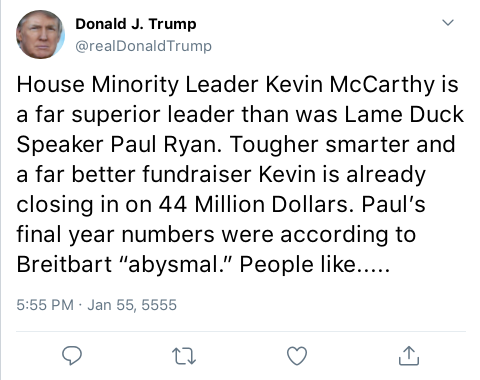 Donald J. Trump
@realDonaldTrump
House Minority Leader Kevin McCarthy is
a far superior leader than was Lame Duck
Speaker Paul Ryan. Tougher smarter and
a far better fundraiser Kevin is already
closing in on 44 Million Dollars. Paul’s
final year numbers were according to
Breitbart “abysmal.” People like.....
5:55 PM · Jan 55, 5555